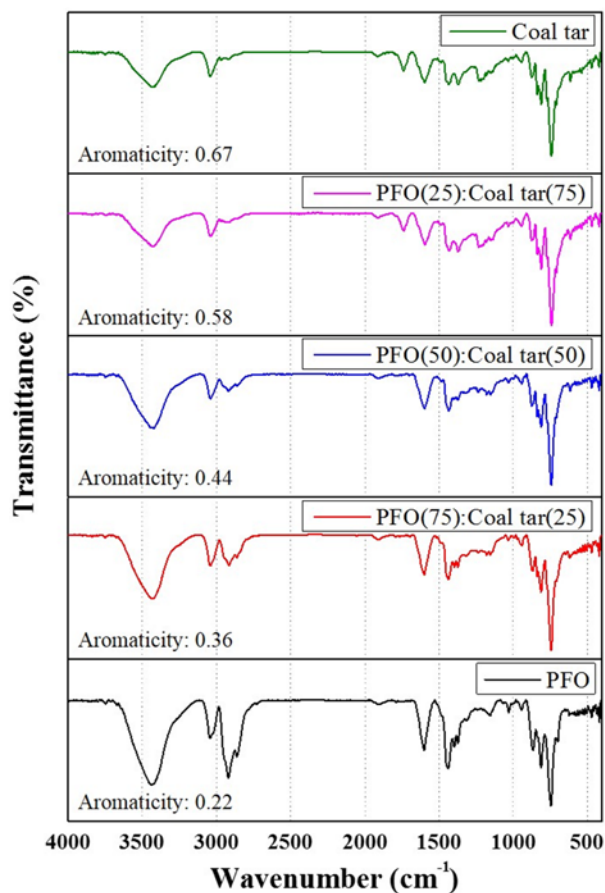 Coal tar
Aromaticity: 0.67
PFO(25):Coal tar(75)
Aromaticity: 0.58
PFO(50):Coal tar(50)
Aromaticity: 0.44
PFO(75):Coal tar(25)
Aromaticity: 0.36
PFO
Aromaticity: 0.22
Transmittance (%)
4000 3500 3000 2500 2000 1500 1000 500
Wavenumber (cm⁻¹)